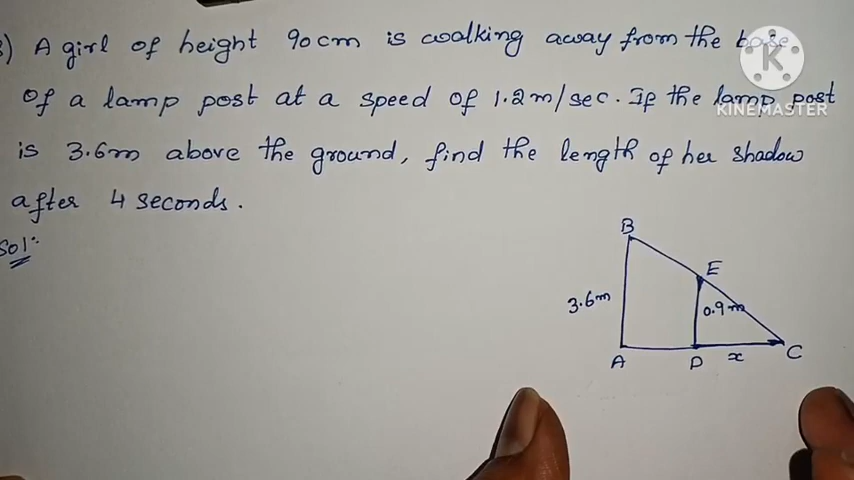 ) A girl of height 90cm is walking away from the base
of a lamp post at a speed of 1.2m/sec. If the lamp post
is 3.6m above the ground, find the length of her shadow
after 4 seconds.
Sol:
B
E
3.6m
0.9m
A
D
x
C
K
KINEMASTER